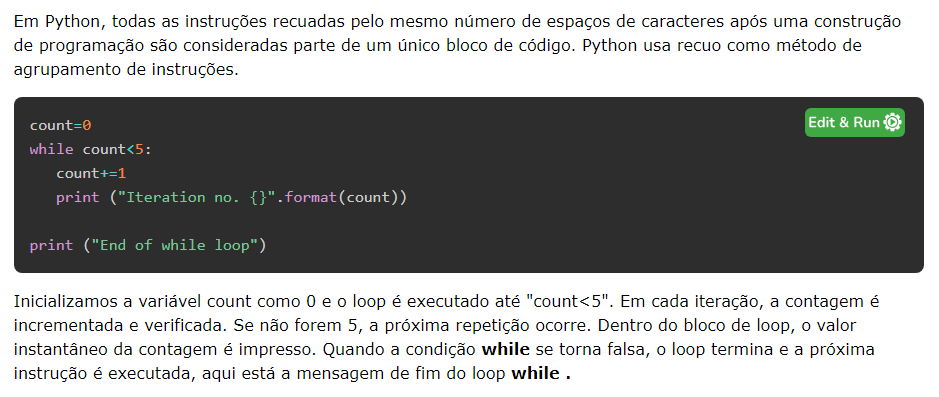 Em Python, todas as instruções recuadas pelo mesmo número de espaços de caracteres após uma construção
de programação são consideradas parte de um único bloco de código. Python usa recuo como método de
agrupamento de instruções.
Edit & Run
count=0
while count<5:
   count+=1
   print ("Iteration no. {}".format(count))
print ("End of while loop")
Inicializamos a variável count como 0 e o loop é executado até "count<5". Em cada iteração, a contagem é
incrementada e verificada. Se não forem 5, a próxima repetição ocorre. Dentro do bloco de loop, o valor
instantâneo da contagem é impresso. Quando a condição while se torna falsa, o loop termina e a próxima
instrução é executada, aqui está a mensagem de fim do loop while .